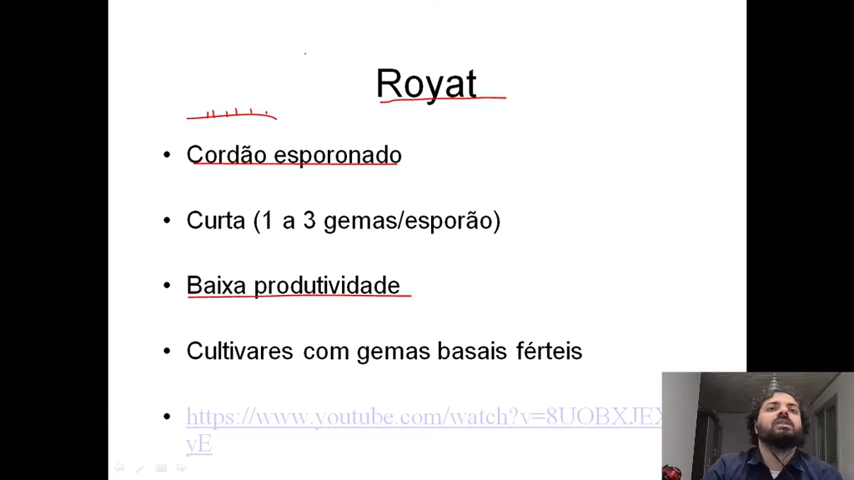 Royat
• Cordão esporonado
• Curta (1 a 3 gemas/esporão)
• Baixa produtividade
• Cultivares com gemas basais férteis
• https://www.youtube.com/watch?v=8UOBXJEX
yE